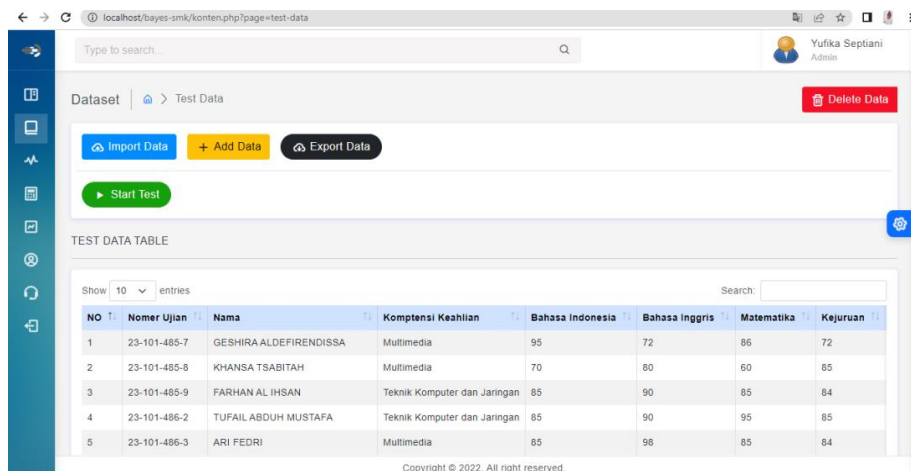 localhost/bayes-smk/konten.php?page=test-data
Type to search...
Yufika Septiani
Admin
Dataset
> Test Data
Delete Data
Import Data
+ Add Data
Export Data
Start Test
TEST DATA TABLE
Show 10 entries Search:
NO Nomer Ujian Nama Komptensi Keahlian Bahasa Indonesia Bahasa Inggris Matematika Kejuruan
1 23-101-485-7 GESHIRA ALDEFIRENDISSA Multimedia 95 72 86 72
2 23-101-485-8 KHANSA TSABITAH Multimedia 70 80 60 85
3 23-101-485-9 FARHAN AL IHSAN Teknik Komputer dan Jaringan 85 90 85 84
4 23-101-486-2 TUFAIL ABDUH MUSTAFA Teknik Komputer dan Jaringan 85 90 95 85
5 23-101-486-3 ARI FEDRI Multimedia 85 98 85 84
Copyright © 2022. All right reserved.